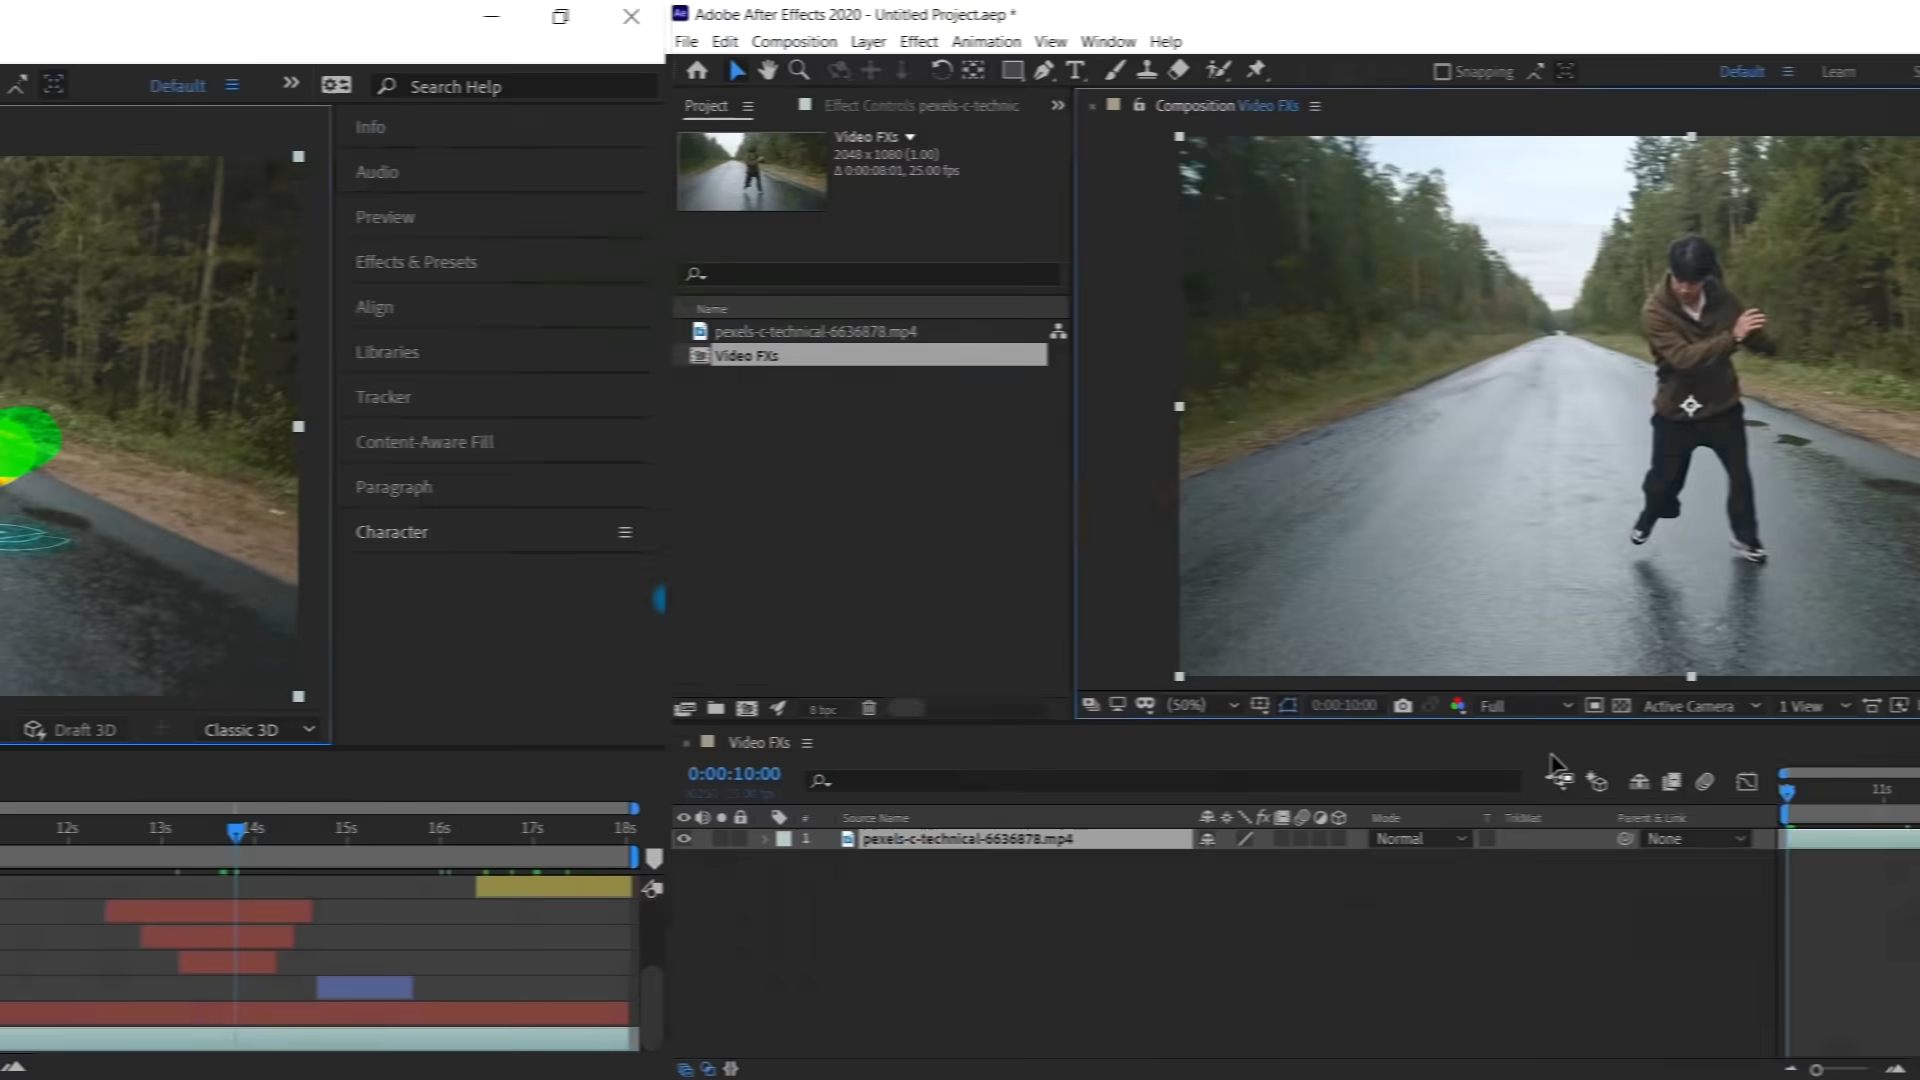 Default
Search Help
Info
Audio
Preview
Effects & Presets
Align
Libraries
Tracker
Content-Aware Fill
Paragraph
Character
Draft 3D
Classic 3D
12s 13s 14s 15s 16s 17s 18s
Ae Adobe After Effects 2020 - Untitled Project.aep *
File Edit Composition Layer Effect Animation View Window Help
Snapping
Default
Learn
Project
Effect Controls pexels-c-technic
Composition Video FXs
Video FXs
2048 x 1080 (1.00)
Δ 0:00:08:01, 25.00 fps
Name
pexels-c-technical-6636878.mp4
Video FXs
8 bpc
(50%)
0:00:10:00
Full
Active Camera
1 View
Video FXs
0:00:10:00
11s
# Source Name
fx
Mode
T TrkMat
Parent & Link
1 pexels-c-technical-6636878.mp4
Normal
None